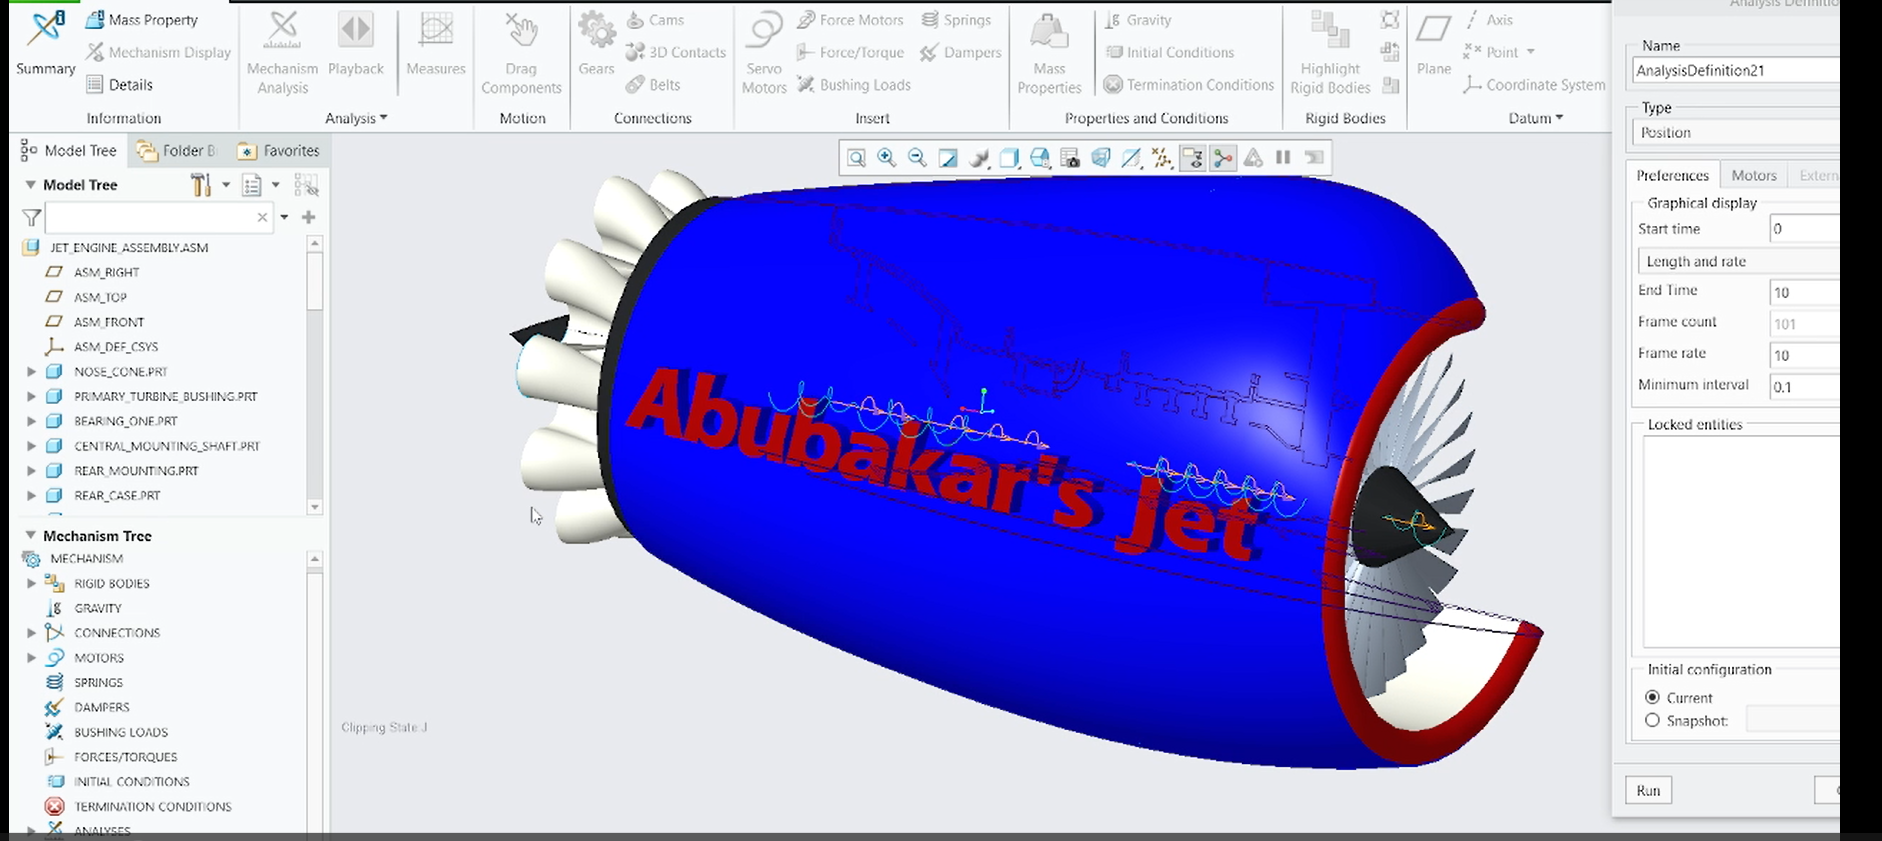 Analysis Definitio
Summary
Mass Property
Mechanism Display
Details
Information
Mechanism
Analysis
Playback
Measures
Analysis
Drag
Components
Motion
Gears
Cams
3D Contacts
Belts
Connections
Servo
Motors
Force Motors
Force/Torque
Bushing Loads
Springs
Dampers
Insert
Mass
Properties
Gravity
Initial Conditions
Termination Conditions
Properties and Conditions
Highlight
Rigid Bodies
Rigid Bodies
Plane
Axis
Point
Coordinate System
Datum
Model Tree
Folder B
Favorites
Model Tree
JET_ENGINE_ASSEMBLY.ASM
ASM_RIGHT
ASM_TOP
ASM_FRONT
ASM_DEF_CSYS
NOSE_CONE.PRT
PRIMARY_TURBINE_BUSHING.PRT
BEARING_ONE.PRT
CENTRAL_MOUNTING_SHAFT.PRT
REAR_MOUNTING.PRT
REAR_CASE.PRT
Mechanism Tree
MECHANISM
RIGID BODIES
GRAVITY
CONNECTIONS
MOTORS
SPRINGS
DAMPERS
BUSHING LOADS
FORCES/TORQUES
INITIAL CONDITIONS
TERMINATION CONDITIONS
ANALYSES
Abubakar's Jet
Clipping State:J
Name
AnalysisDefinition21
Type
Position
Preferences
Motors
Extern
Graphical display
Start time
0
Length and rate
End Time
10
Frame count
101
Frame rate
10
Minimum interval
0.1
Locked entities
Initial configuration
Current
Snapshot:
Run